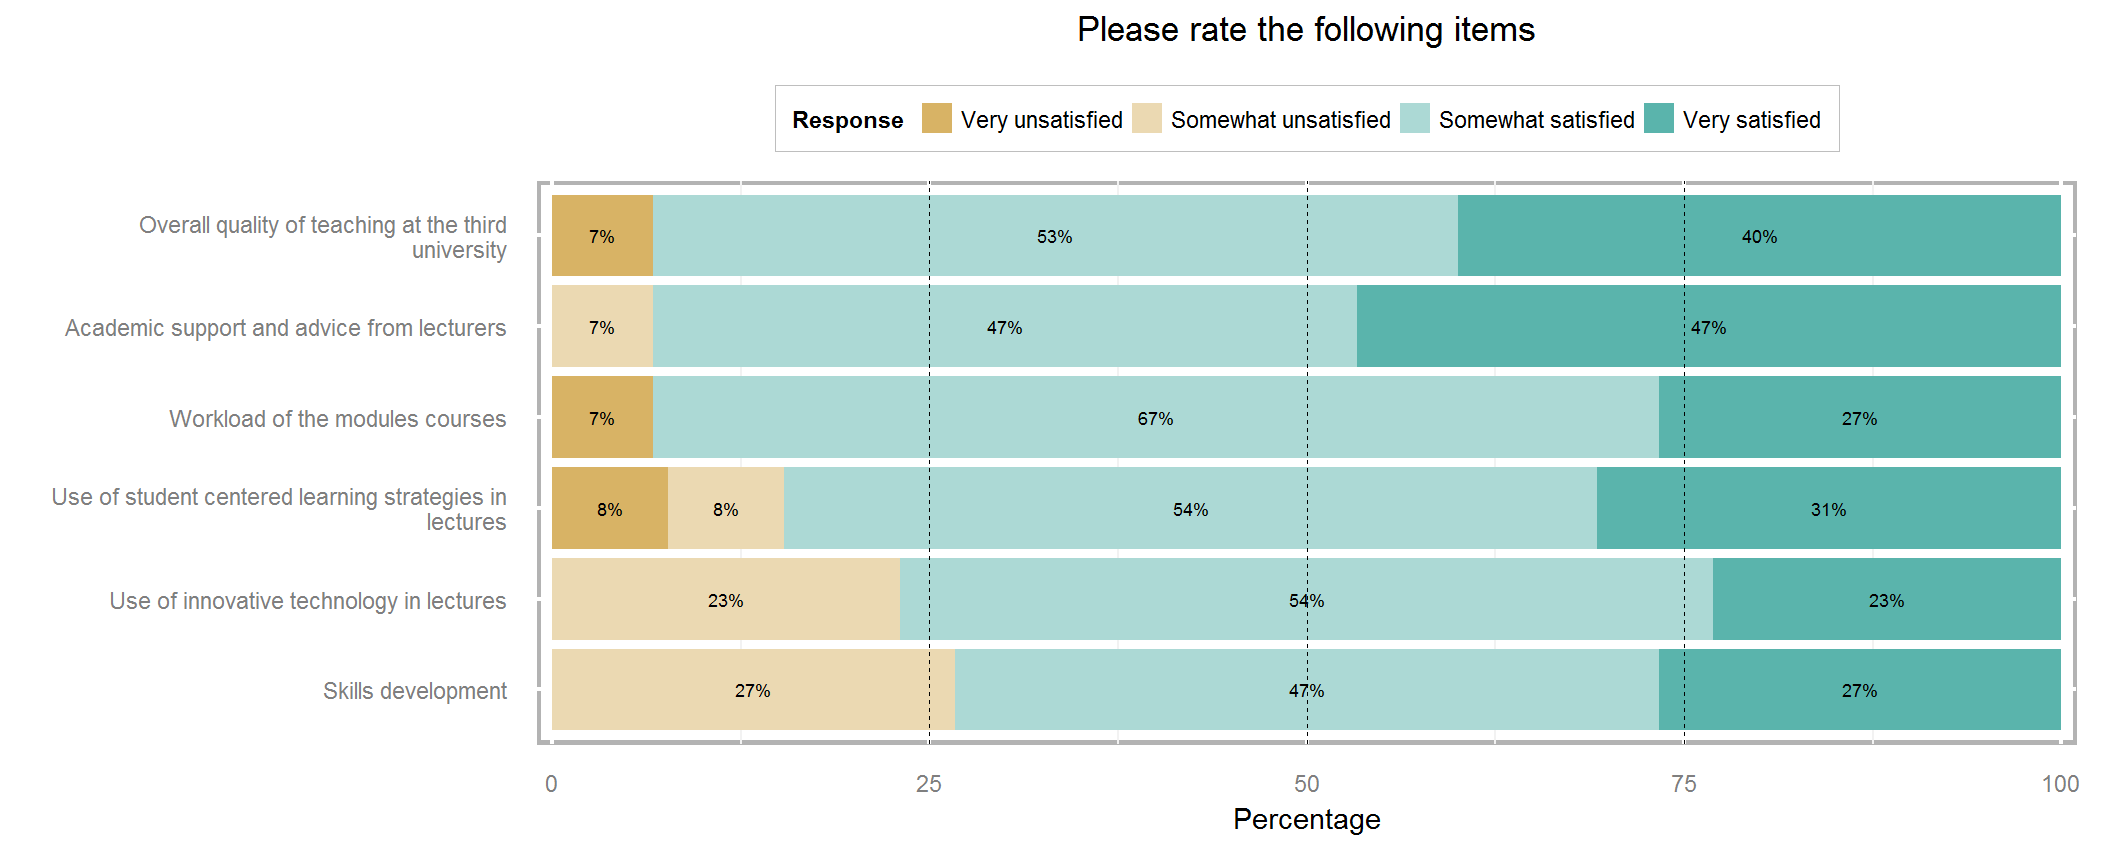 Please rate the following items
Response Very unsatisfied Somewhat unsatisfied Somewhat satisfied Very satisfied
Overall quality of teaching at the third
university
7% 53% 40%
Academic support and advice from lecturers
7% 47% 47%
Workload of the modules courses
7% 67% 27%
Use of student centered learning strategies in
lectures
8% 8% 54% 31%
Use of innovative technology in lectures
23% 54% 23%
Skills development
27% 47% 27%
0 25 50 75 100
Percentage